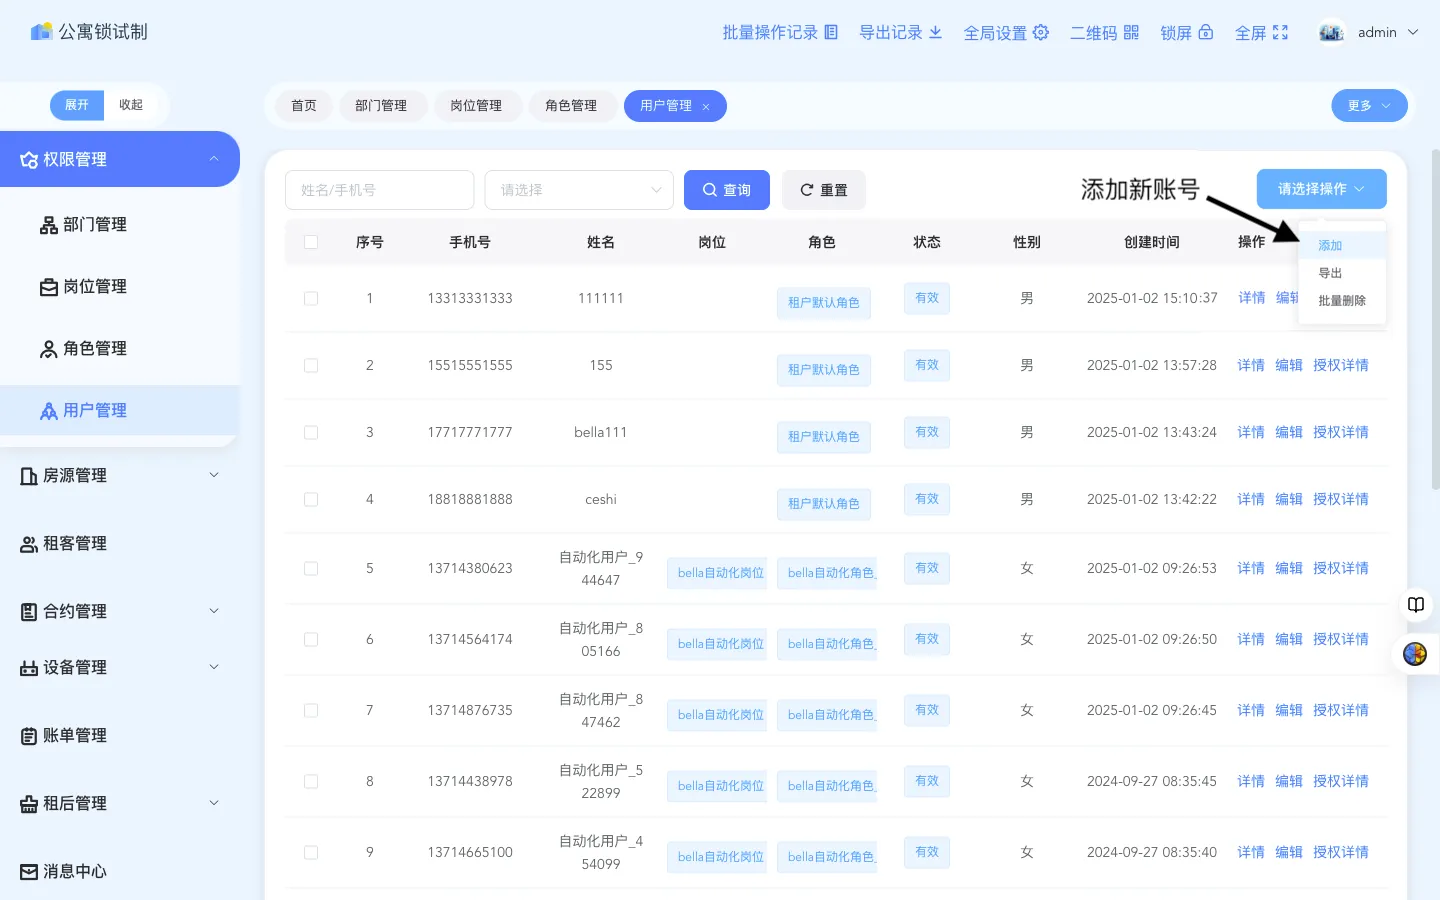 公寓锁试制
批量操作记录 导出记录 全局设置 二维码 锁屏 全屏 admin
展开 收起
首页 部门管理 岗位管理 角色管理 用户管理 × 更多
权限管理
部门管理
岗位管理
角色管理
用户管理
房源管理
租客管理
合约管理
设备管理
账单管理
租后管理
消息中心
姓名/手机号 请选择 查询 重置 添加新账号 请选择操作
添加
导出
批量删除
序号 手机号 姓名 岗位 角色 状态 性别 创建时间 操作
1 13313331333 111111 租户默认角色 有效 男 2025-01-02 15:10:37 详情 编辑
2 15515551555 155 租户默认角色 有效 男 2025-01-02 13:57:28 详情 编辑 授权详情
3 17717771777 bella111 租户默认角色 有效 男 2025-01-02 13:43:24 详情 编辑 授权详情
4 18818881888 ceshi 租户默认角色 有效 男 2025-01-02 13:42:22 详情 编辑 授权详情
5 13714380623 自动化用户_944647 bella自动化岗位 bella自动化角色_ 有效 女 2025-01-02 09:26:53 详情 编辑 授权详情
6 13714564174 自动化用户_805166 bella自动化岗位 bella自动化角色_ 有效 女 2025-01-02 09:26:50 详情 编辑 授权详情
7 13714876735 自动化用户_847462 bella自动化岗位 bella自动化角色_ 有效 女 2025-01-02 09:26:45 详情 编辑 授权详情
8 13714438978 自动化用户_522899 bella自动化岗位 bella自动化角色_ 有效 女 2024-09-27 08:35:45 详情 编辑 授权详情
9 13714665100 自动化用户_454099 bella自动化岗位 bella自动化角色_ 有效 女 2024-09-27 08:35:40 详情 编辑 授权详情